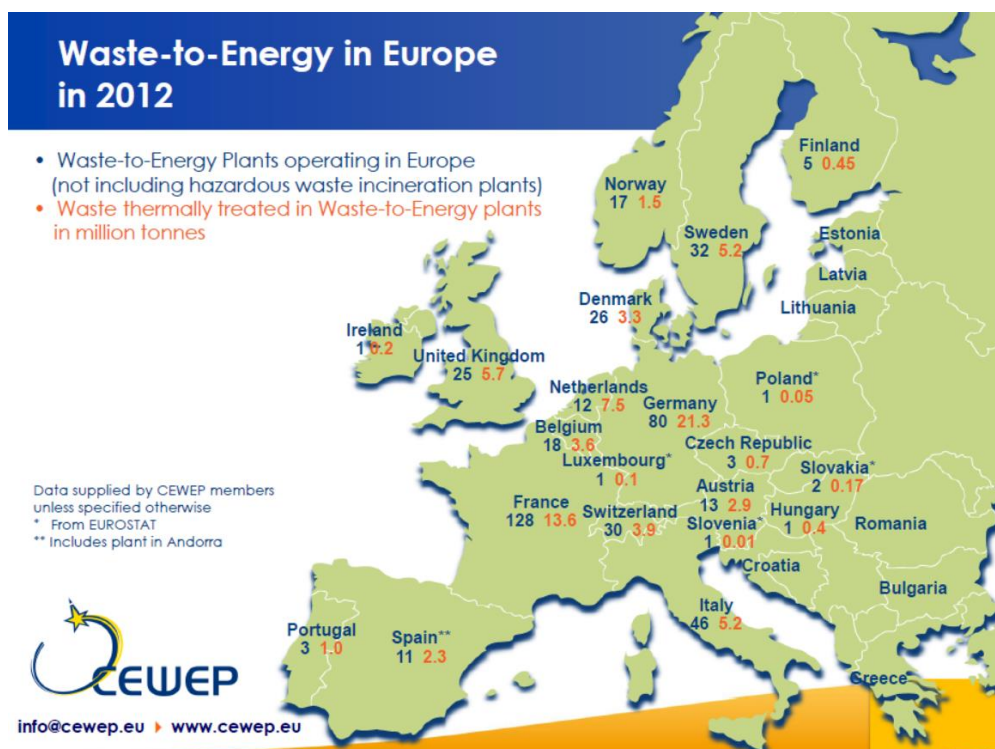 Waste-to-Energy in Europe
in 2012
• Waste-to-Energy Plants operating in Europe
(not including hazardous waste incineration plants)
• Waste thermally treated in Waste-to-Energy plants
in million tonnes
Finland
5 0.45
Norway
17 1.5
Sweden
32 5.2
Estonia
Latvia
Lithuania
Denmark
26 3.3
Ireland
1 0.2
United Kingdom
25 5.7
Netherlands
12 7.5
Germany
80 21.3
Poland*
1 0.05
Belgium
18 3.6
Luxembourg*
1 0.1
Czech Republic
3 0.7
Slovakia*
2 0.17
Austria
13 2.9
Hungary
1 0.4
France
128 13.6
Switzerland
30 3.9
Slovenia*
1 0.01
Romania
Croatia
Bulgaria
Italy
46 5.2
Portugal
3 1.0
Spain**
11 2.3
Greece
Data supplied by CEWEP members
unless specified otherwise
* From EUROSTAT
** Includes plant in Andorra
CEWEP
info@cewep.eu www.cewep.eu